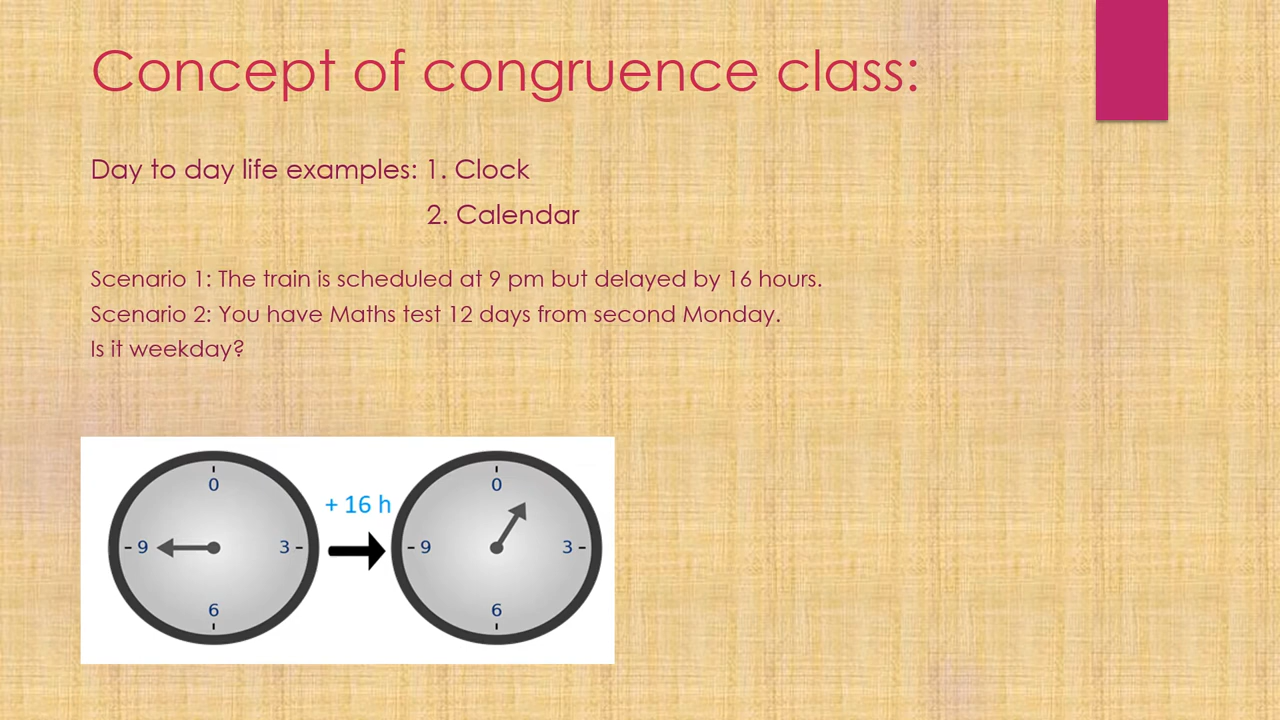 Concept of congruence class:
Day to day life examples: 1. Clock
2. Calendar
Scenario 1: The train is scheduled at 9 pm but delayed by 16 hours.
Scenario 2: You have Maths test 12 days from second Monday.
Is it weekday?
0
9
3
6
+ 16 h
0
9
3
6